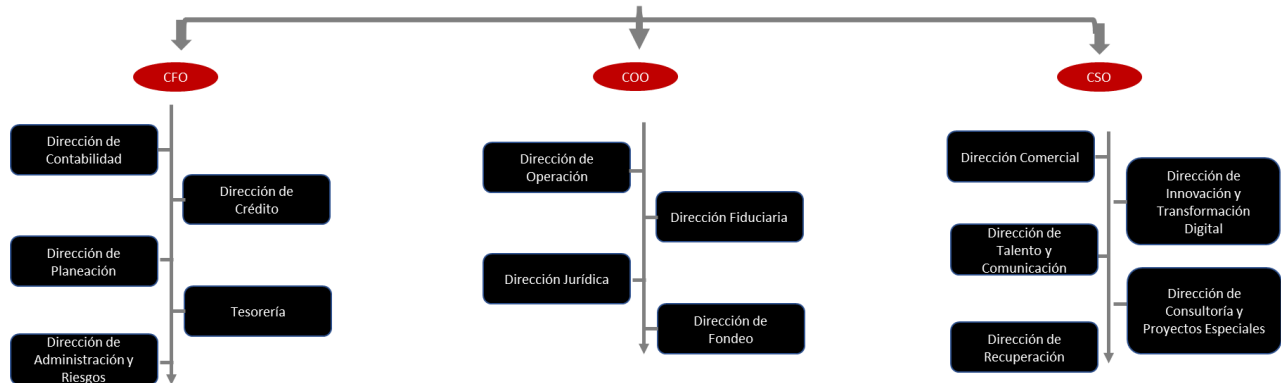 CFO
COO
CSO
Dirección de
Contabilidad
Dirección de
Crédito
Dirección de
Planeación
Tesorería
Dirección de
Administración y
Riesgos
Dirección de
Operación
Dirección Fiduciaria
Dirección Jurídica
Dirección de
Fondeo
Dirección Comercial
Dirección de
Innovación y
Transformación
Digital
Dirección de
Talento y
Comunicación
Dirección de
Consultoría y
Proyectos Especiales
Dirección de
Recuperación